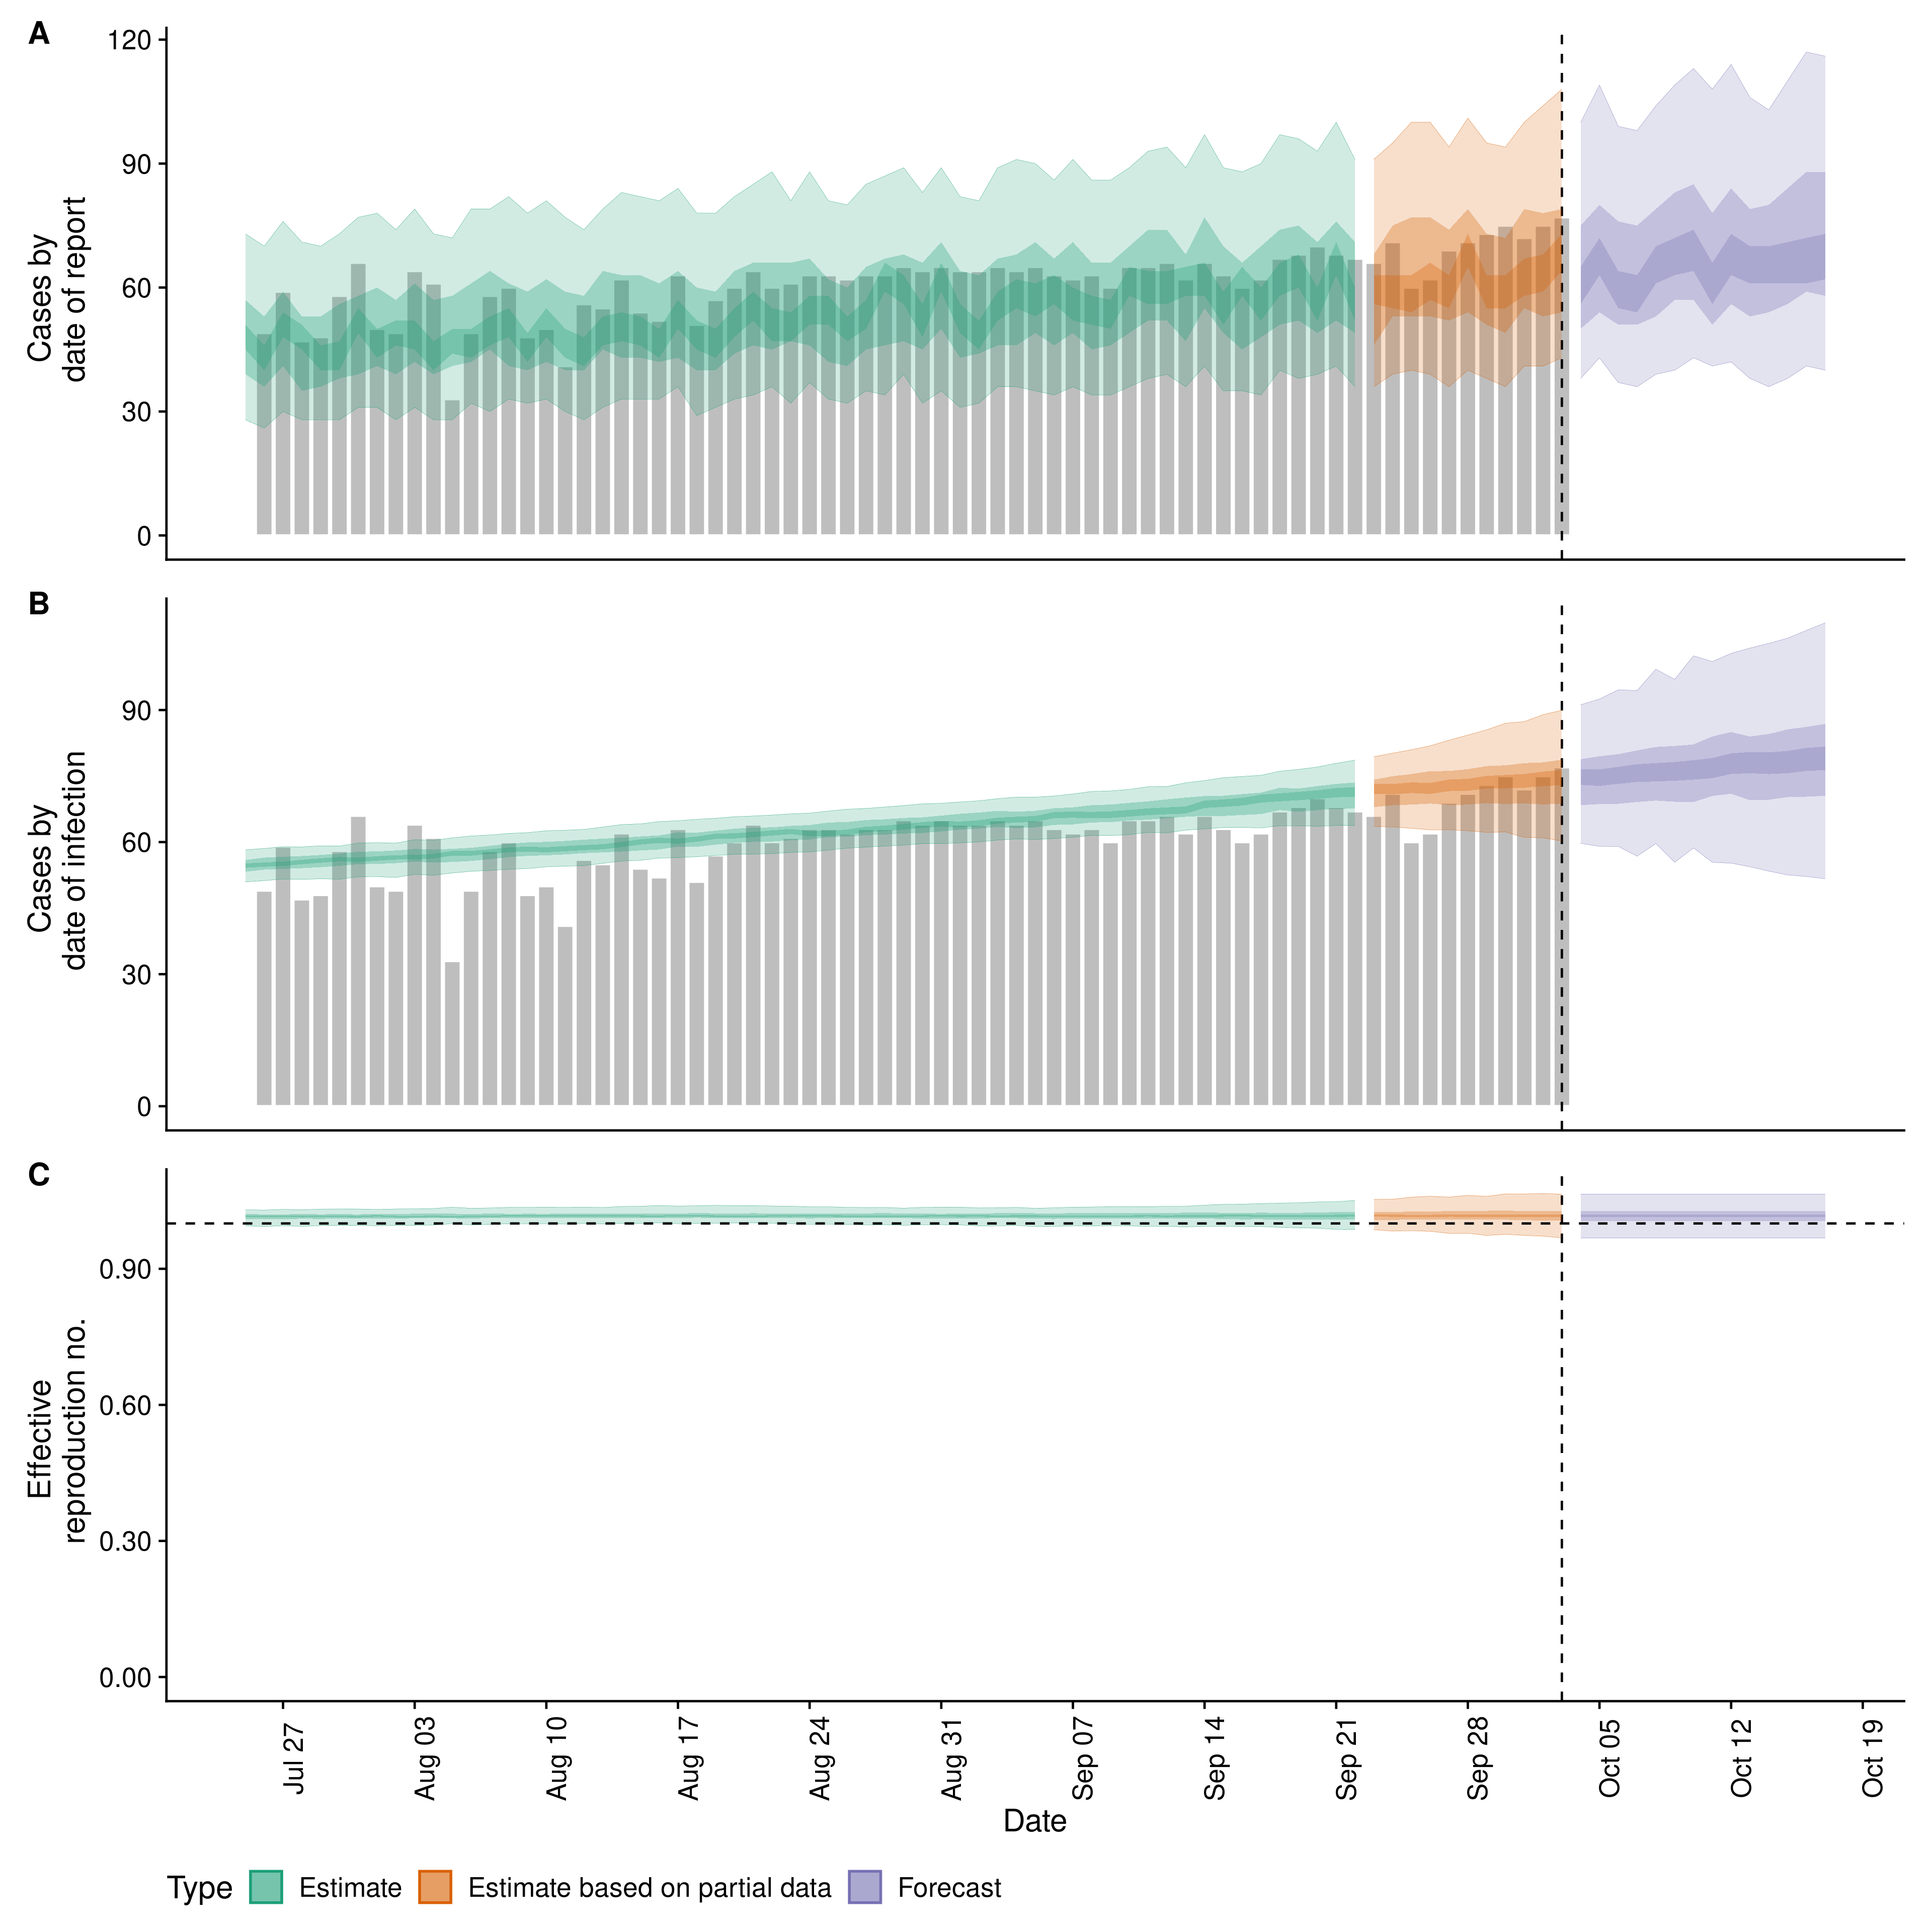 A
Cases by
date of report
120
90
60
30
0
B
Cases by
date of infection
90
60
30
0
C
Effective
reproduction no.
0.90
0.60
0.30
0.00
Jul 27
Aug 03
Aug 10
Aug 17
Aug 24
Aug 31
Sep 07
Sep 14
Sep 21
Sep 28
Oct 05
Oct 12
Oct 19
Date
Type Estimate Estimate based on partial data Forecast